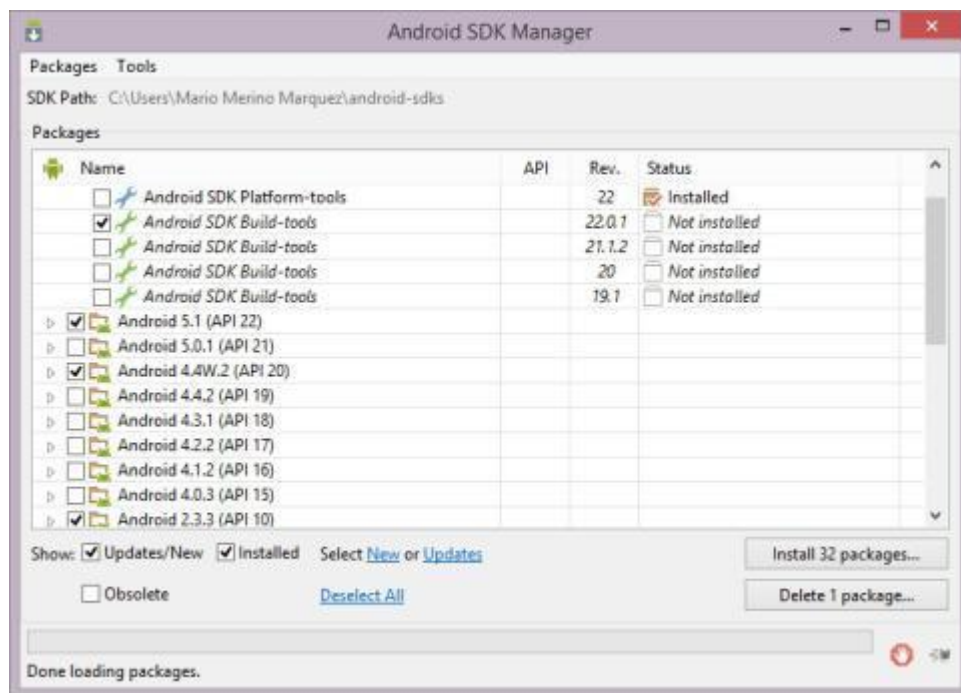 Android SDK Manager
Packages Tools
SDK Path: C:\Users\Mario Merino Marquez\android-sdks
Packages
Name API Rev. Status
Android SDK Platform-tools 22 Installed
Android SDK Build-tools 22.0.1 Not installed
Android SDK Build-tools 21.1.2 Not installed
Android SDK Build-tools 20 Not installed
Android SDK Build-tools 19.1 Not installed
Android 5.1 (API 22)
Android 5.0.1 (API 21)
Android 4.4W.2 (API 20)
Android 4.4.2 (API 19)
Android 4.3.1 (API 18)
Android 4.2.2 (API 17)
Android 4.1.2 (API 16)
Android 4.0.3 (API 15)
Android 2.3.3 (API 10)
Show: Updates/New Installed Select New or Updates Install 32 packages...
Obsolete Deselect All Delete 1 package...
Done loading packages.